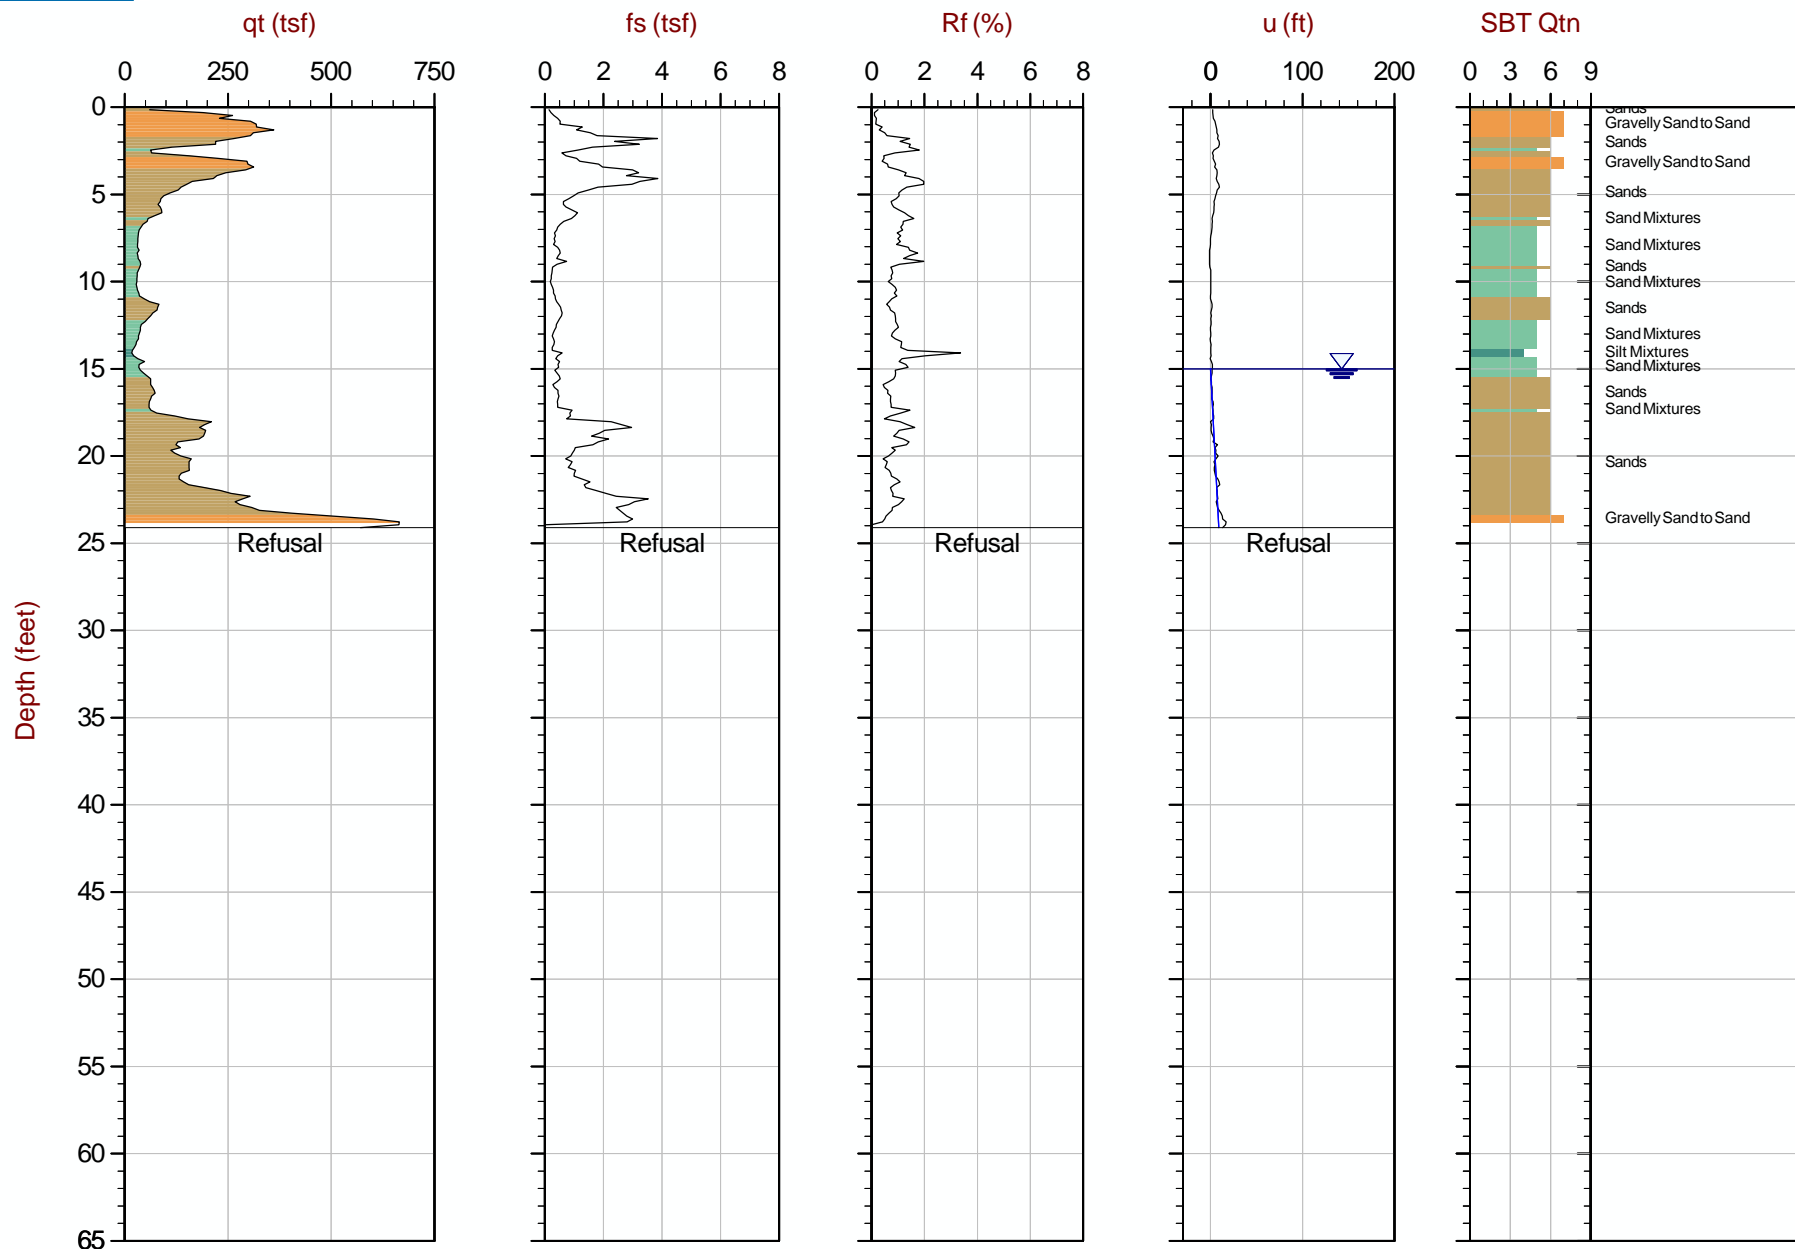 qt (tsf) fs (tsf) Rf (%) u (ft) SBT Qtn
0 250 500 750 0 2 4 6 8 0 2 4 6 8 0 100 200 0 3 6 9
0
5
10
15
20
25
30
35
40
45
50
55
60
65
Depth (feet)
Refusal Refusal Refusal Refusal
Sands
Gravelly Sand to Sand
Sands
Gravelly Sand to Sand
Sands
Sand Mixtures
Sand Mixtures
Sands
Sand Mixtures
Sands
Sand Mixtures
Silt Mixtures
Sand Mixtures
Sands
Sand Mixtures
Sands
Gravelly Sand to Sand